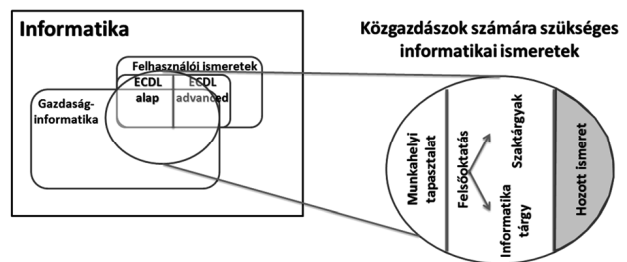 Informatika
Felhasználói ismeretek
ECDL
alap
ECDL
advanced
Gazdaság-
informatika
Közgazdászok számára szükséges
informatikai ismeretek
Munkahelyi
tapasztalat
Felsőoktatás
Szaktárgyak
Informatika
tárgy
Hozott ismeret